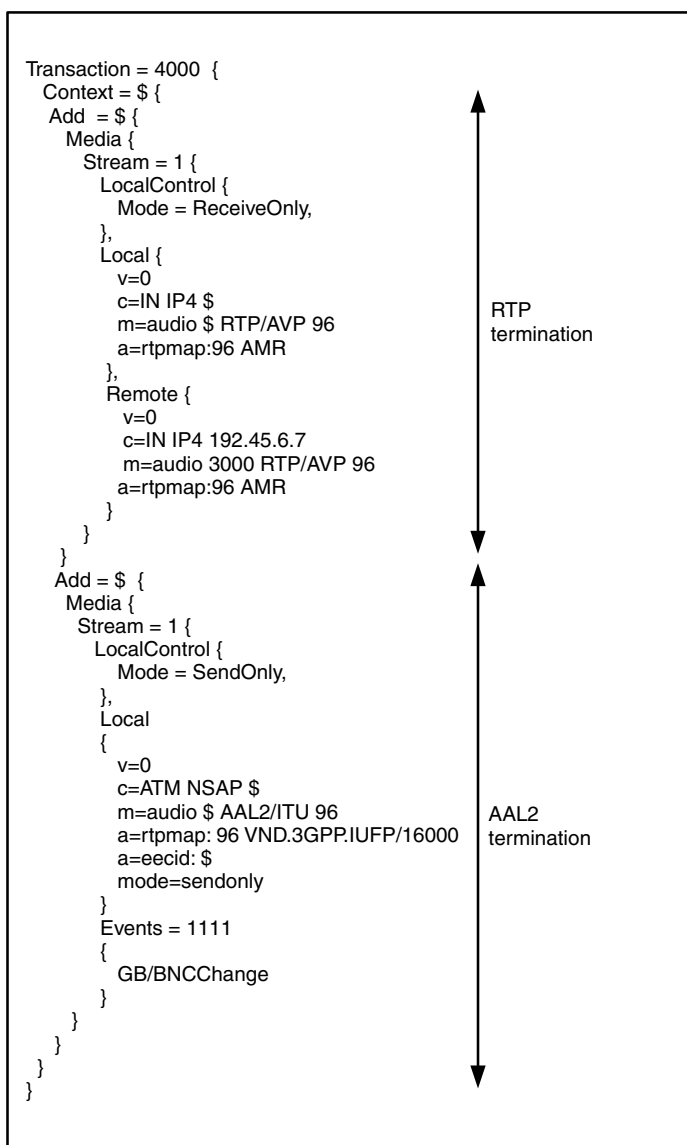 Transaction = 4000 {
Context = $ {
Add = $ {
Media {
Stream = 1 {
LocalControl {
Mode = ReceiveOnly,
},
Local {
v=0
c=IN IP4 $
m=audio $ RTP/AVP 96
a=rtpmap:96 AMR
},
Remote {
v=0
c=IN IP4 192.45.6.7
m=audio 3000 RTP/AVP 96
a=rtpmap:96 AMR
}
}
}
RTP
termination
Add = $ {
Media {
Stream = 1 {
LocalControl {
Mode = SendOnly,
},
Local
{
v=0
c=ATM NSAP $
m=audio $ AAL2/ITU 96
a=rtpmap: 96 VND.3GPP.IUFP/16000
a=eecid: $
mode=sendonly
}
Events = 1111
{
GB/BNCChange
}
}
}
}
}
AAL2
termination